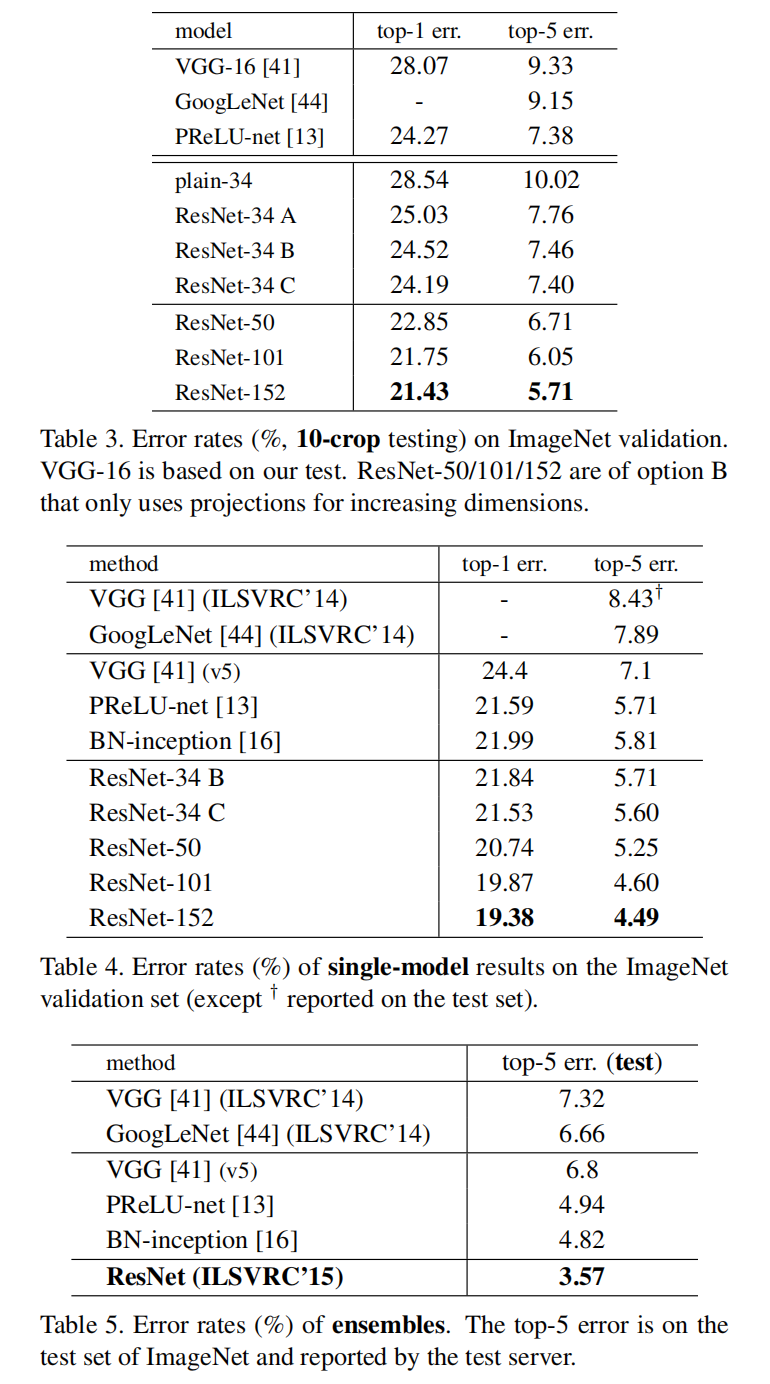 model top-1 err. top-5 err.
VGG-16 [41] 28.07 9.33
GoogLeNet [44] - 9.15
PReLU-net [13] 24.27 7.38
plain-34 28.54 10.02
ResNet-34 A 25.03 7.76
ResNet-34 B 24.52 7.46
ResNet-34 C 24.19 7.40
ResNet-50 22.85 6.71
ResNet-101 21.75 6.05
ResNet-152 21.43 5.71
Table 3. Error rates (%, 10-crop testing) on ImageNet validation.
VGG-16 is based on our test. ResNet-50/101/152 are of option B
that only uses projections for increasing dimensions.
method top-1 err. top-5 err.
VGG [41] (ILSVRC’14) - 8.43†
GoogLeNet [44] (ILSVRC’14) - 7.89
VGG [41] (v5) 24.4 7.1
PReLU-net [13] 21.59 5.71
BN-inception [16] 21.99 5.81
ResNet-34 B 21.84 5.71
ResNet-34 C 21.53 5.60
ResNet-50 20.74 5.25
ResNet-101 19.87 4.60
ResNet-152 19.38 4.49
Table 4. Error rates (%) of single-model results on the ImageNet
validation set (except † reported on the test set).
method top-5 err. (test)
VGG [41] (ILSVRC’14) 7.32
GoogLeNet [44] (ILSVRC’14) 6.66
VGG [41] (v5) 6.8
PReLU-net [13] 4.94
BN-inception [16] 4.82
ResNet (ILSVRC’15) 3.57
Table 5. Error rates (%) of ensembles. The top-5 error is on the
test set of ImageNet and reported by the test server.